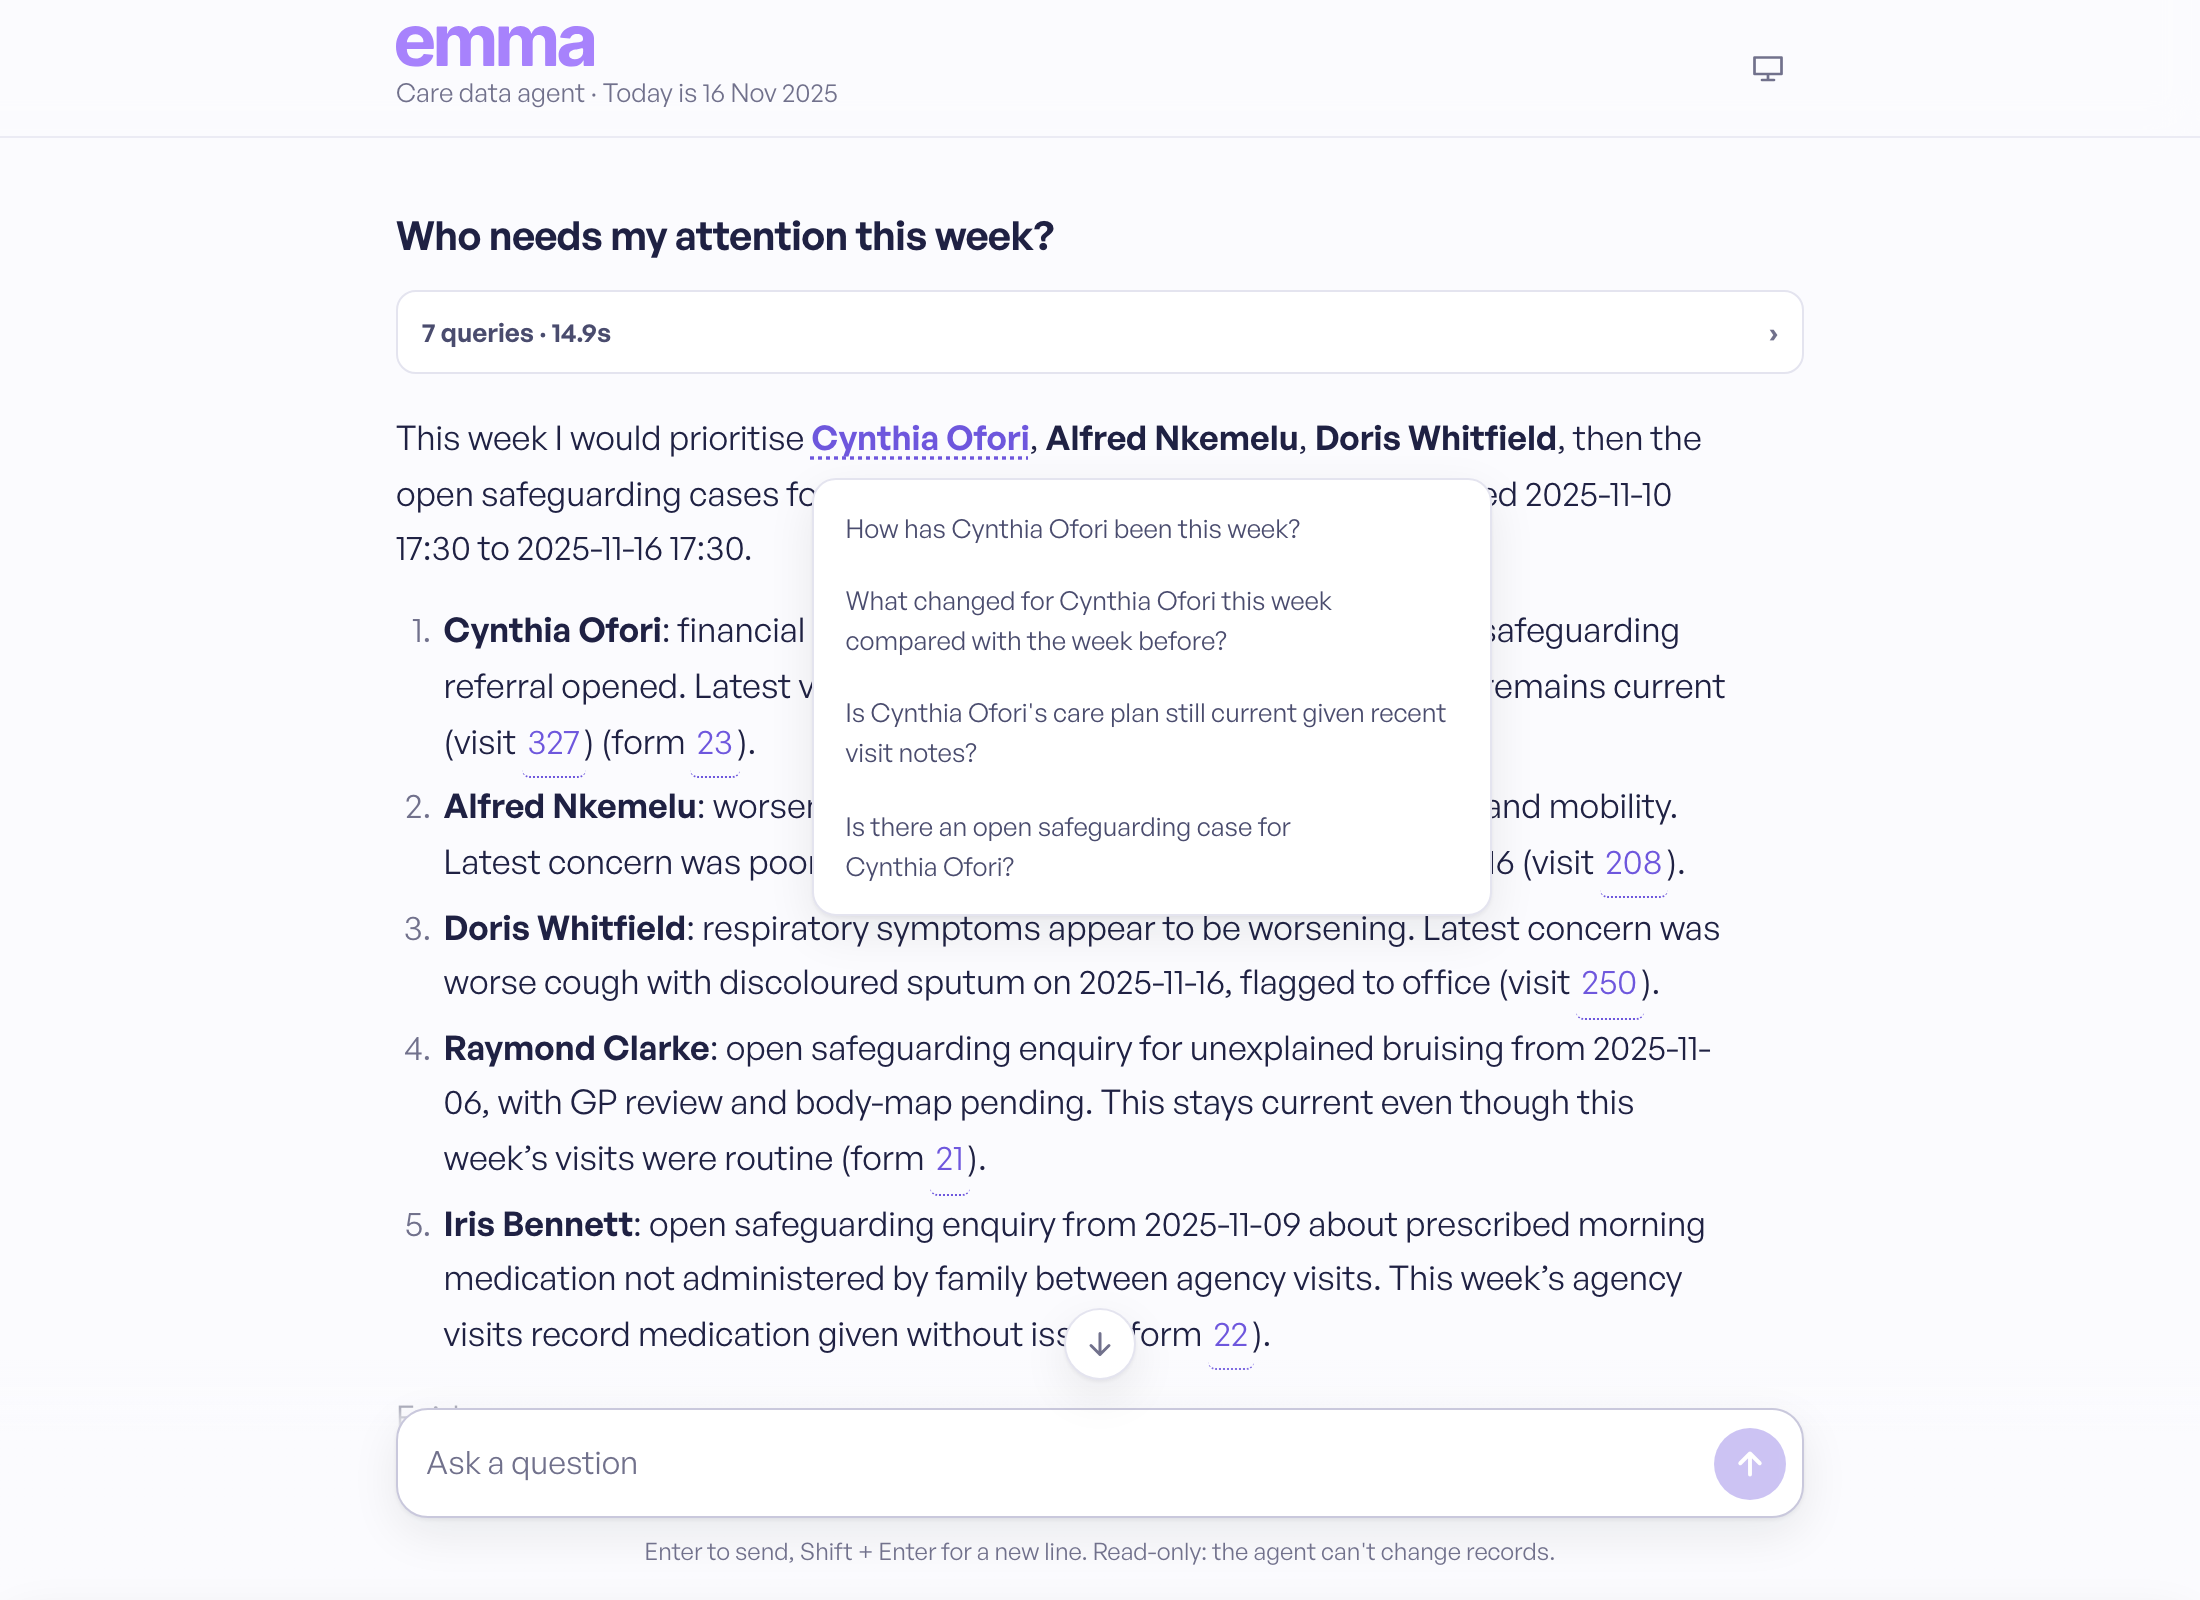 emma
Care data agent · Today is 16 Nov 2025
Who needs my attention this week?
7 queries · 14.9s
This week I would prioritise Cynthia Ofori, Alfred Nkemelu, Doris Whitfield, then the
open safeguarding cases 2025-11-10
17:30 to 2025-11-16 17:30.
How has Cynthia Ofori been this week?
What changed for Cynthia Ofori this week
compared with the week before?
Is Cynthia Ofori's care plan still current given recent
visit notes?
Is there an open safeguarding case for
Cynthia Ofori?
1. Cynthia Ofori: financial safeguarding
referral opened. Latest remains current
(visit 327) (form 23).
2. Alfred Nkemelu: and mobility.
Latest concern was 16 (visit 208).
3. Doris Whitfield: respiratory symptoms appear to be worsening. Latest concern was
worse cough with discoloured sputum on 2025-11-16, flagged to office (visit 250).
4. Raymond Clarke: open safeguarding enquiry for unexplained bruising from 2025-11-
06, with GP review and body-map pending. This stays current even though this
week’s visits were routine (form 21).
5. Iris Bennett: open safeguarding enquiry from 2025-11-09 about prescribed morning
medication not administered by family between agency visits. This week’s agency
visits record medication given without form 22).
Ask a question
Enter to send, Shift + Enter for a new line. Read-only: the agent can't change records.